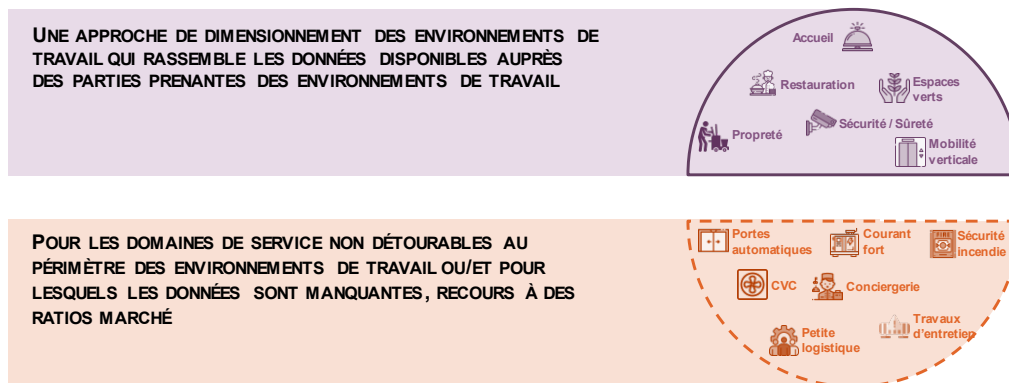 UNE APPROCHE DE DIMENSIONNEMENT DES ENVIRONNEMENTS DE
TRAVAIL QUI RASSEMBLE LES DONNÉES DISPONIBLES AUPRÈS
DES PARTIES PRENANTES DES ENVIRONNEMENTS DE TRAVAIL
Accueil
Restauration
Espaces
verts
Sécurité / Sûreté
Propreté
Mobilité
verticale
POUR LES DOMAINES DE SERVICE NON DÉTOURABLES AU
PÉRIMÈTRE DES ENVIRONNEMENTS DE TRAVAIL OU/ET POUR
LESQUELS LES DONNÉES SONT MANQUANTES, RECOURS À DES
RATIOS MARCHÉ
Portes
automatiques
Courant
fort
FIRE
Sécurité
incendie
CVC
Conciergerie
Petite
logistique
Travaux
d'entretien